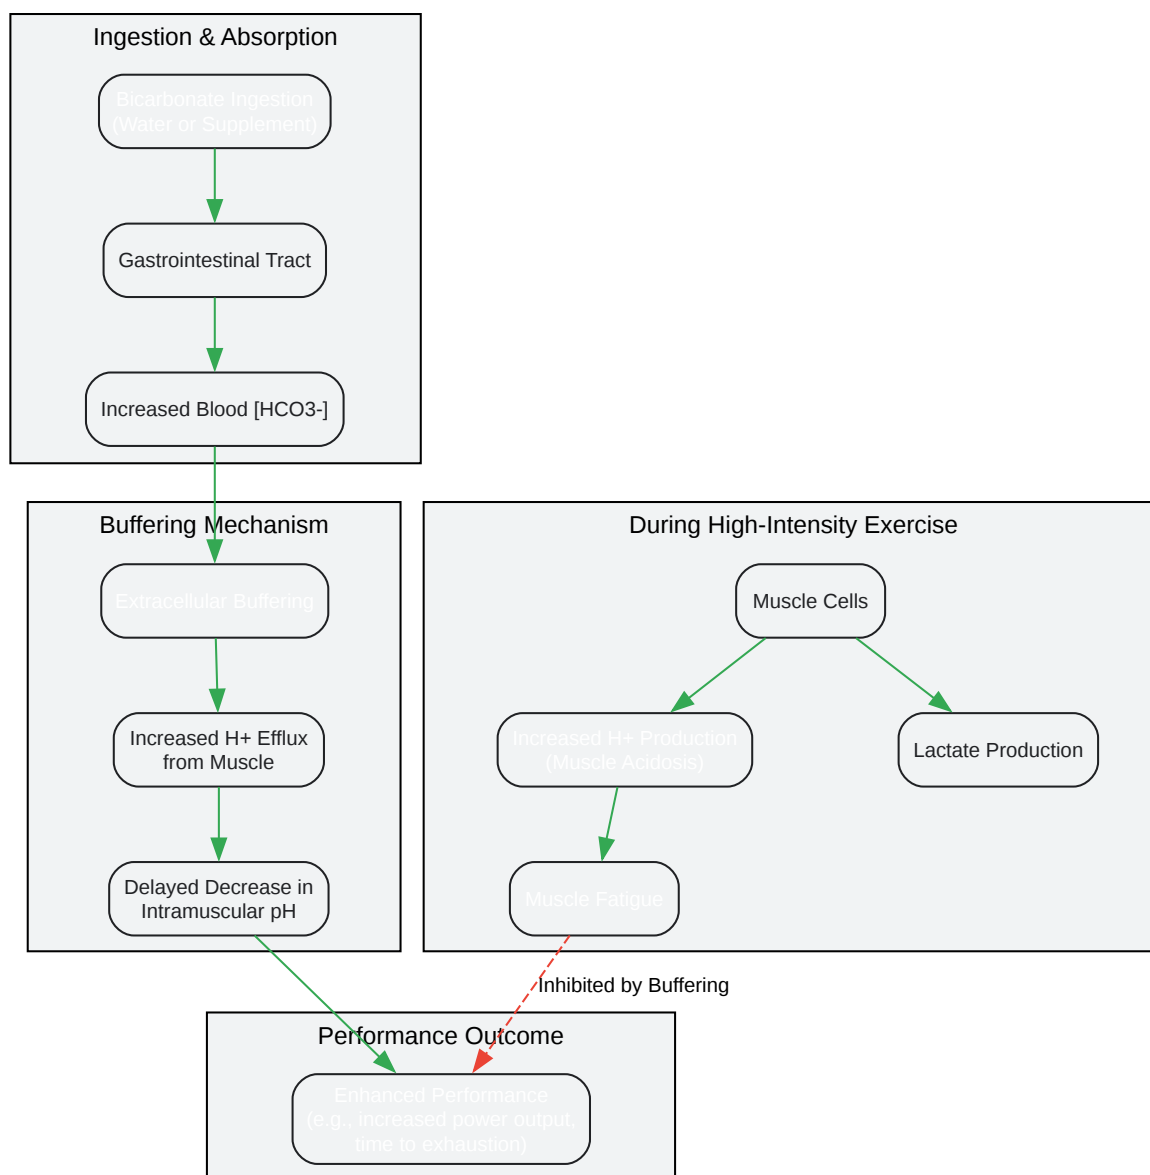 Ingestion & Absorption
Bicarbonate Ingestion
(Water or Supplement)
Gastrointestinal Tract
Increased Blood [HCO3-]
Buffering Mechanism
Extracellular Buffering
Increased H+ Efflux
from Muscle
Delayed Decrease in
Intramuscular pH
During High-Intensity Exercise
Muscle Cells
Increased H+ Production
(Muscle Acidosis)
Lactate Production
Muscle Fatigue
Inhibited by Buffering
Performance Outcome
Enhanced Performance
(e.g., increased power output,
time to exhaustion)